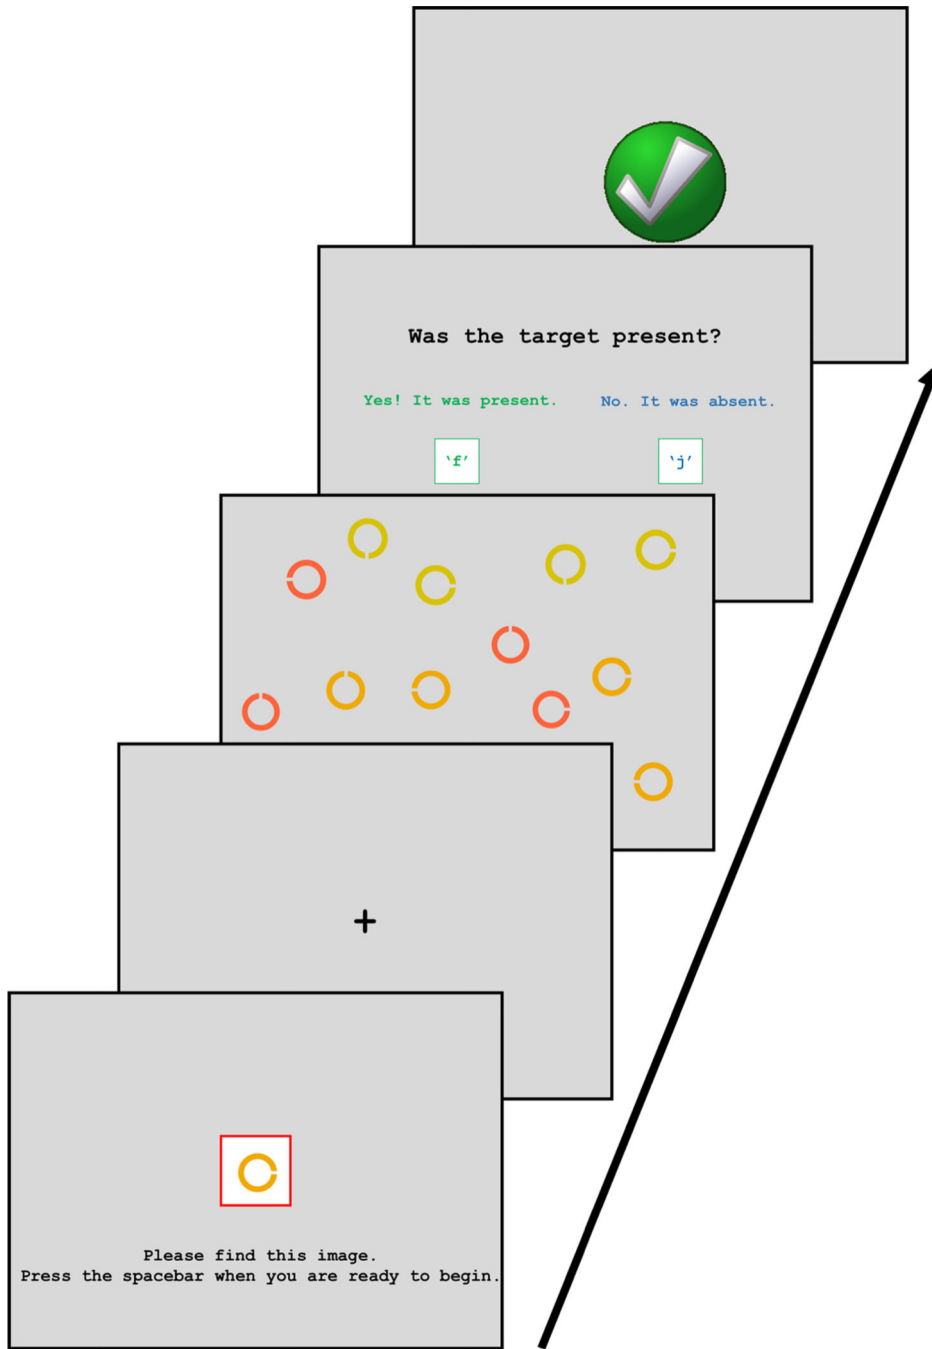 Was the target present?
Yes! It was present. No. It was absent.
‘f’ ‘j’
Please find this image.
Press the spacebar when you are ready to begin.